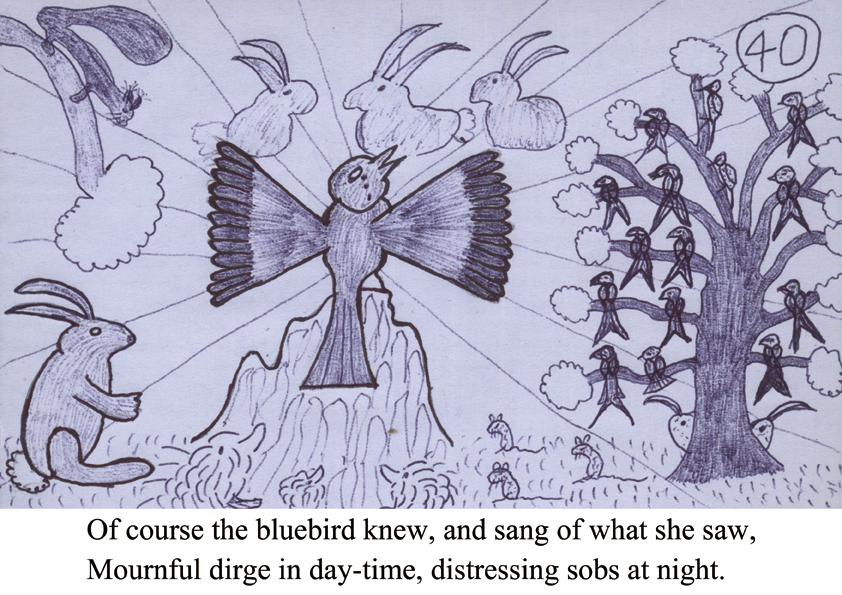 40
Of course the bluebird knew, and sang of what she saw,
Mournful dirge in day-time, distressing sobs at night.